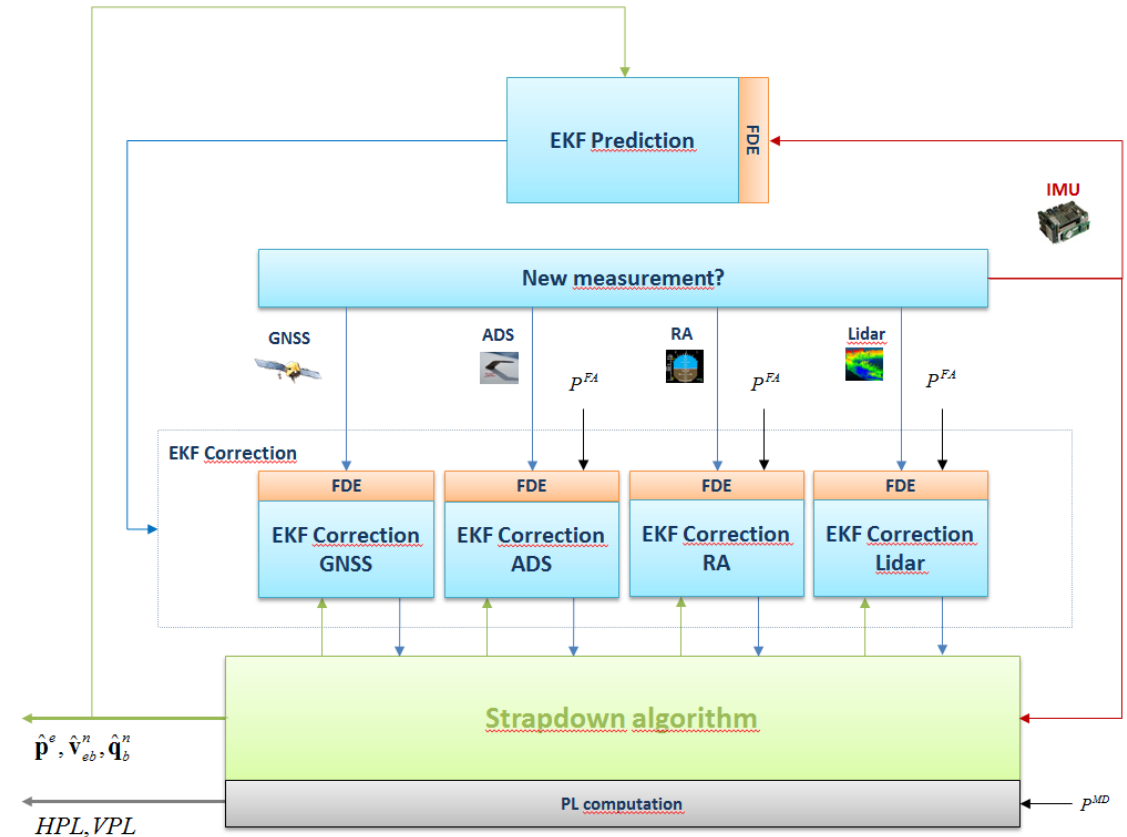 EKF Prediction
FDE
IMU
New measurement?
GNSS
ADS
RA
Lidar
P^{FA}
P^{FA}
P^{FA}
EKF Correction
FDE
FDE
FDE
FDE
EKF Correction
GNSS
EKF Correction
ADS
EKF Correction
RA
EKF Correction
Lidar
Strapdown algorithm
p̂^e, v̂^n_{eb}, q̂^n_b
PL computation
P^{MD}
HPL,VPL